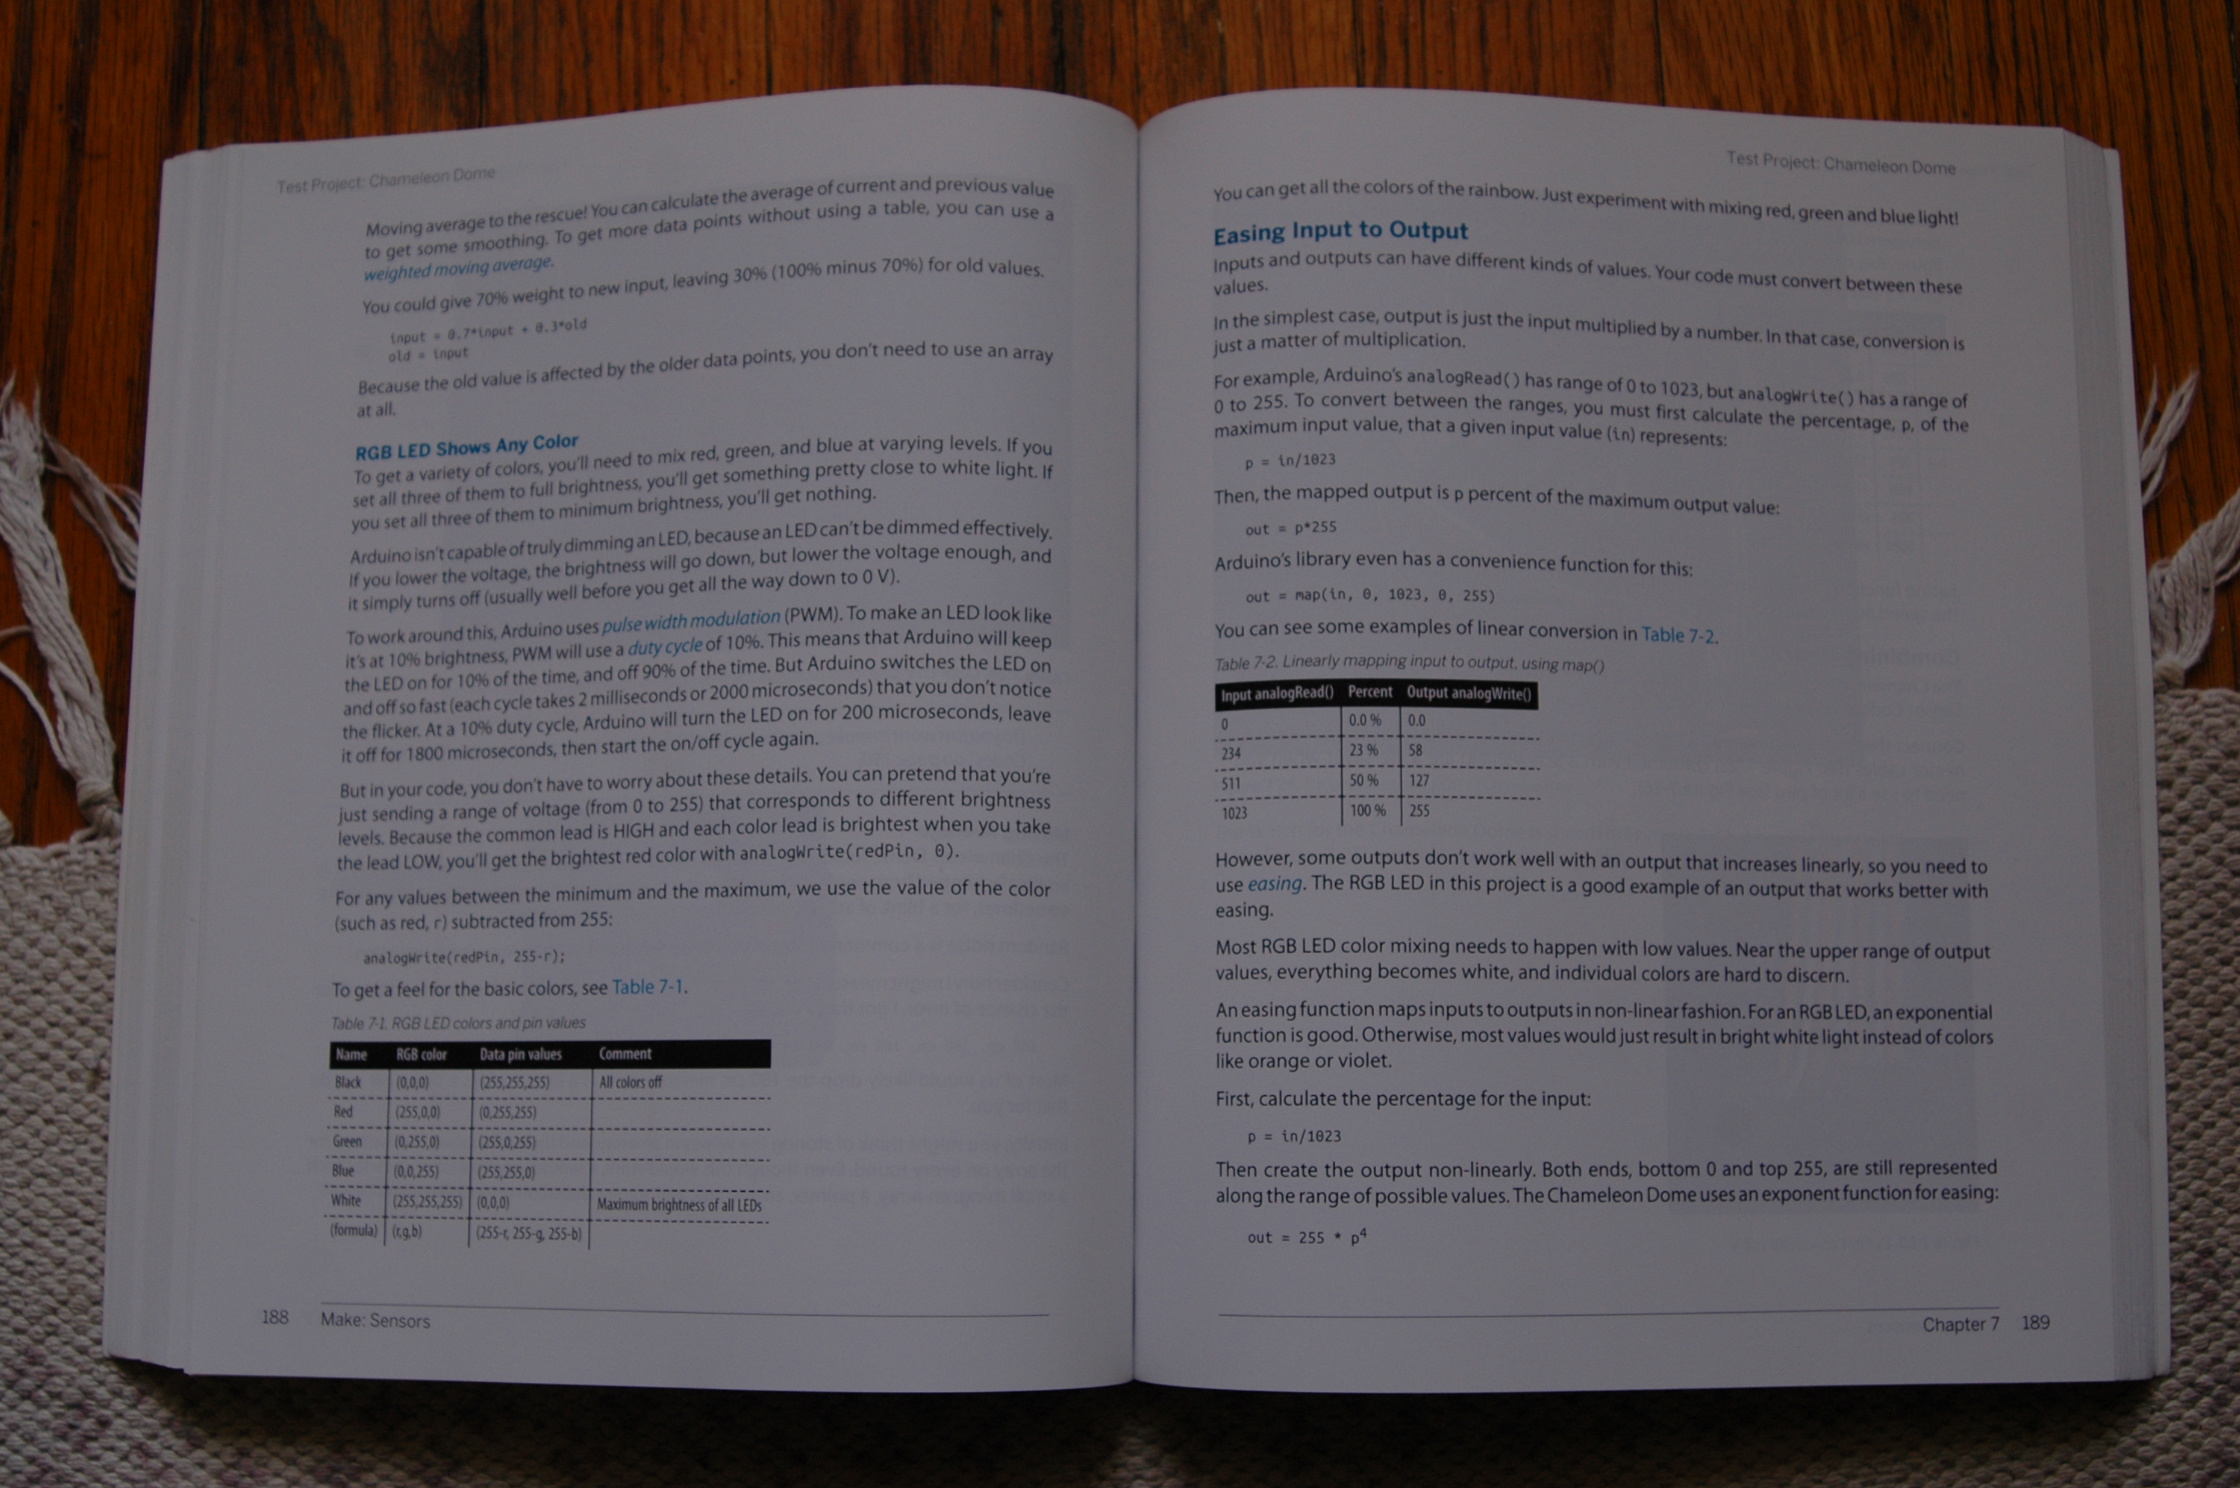 Test Project: Chameleon Dome
Moving average to the rescue! You can calculate the average of current and previous value
to get some smoothing. To get more data points without using a table, you can use a
weighted moving average.
You could give 70% weight to new input, leaving 30% (100% minus 70%) for old values.
input = 0.7*input + 0.3*old
old = input
Because the old value is affected by the older data points, you don't need to use an array
at all.
RGB LED Shows Any Color
To get a variety of colors, you'll need to mix red, green, and blue at varying levels. If you
set all three of them to full brightness, you'll get something pretty close to white light. If
you set all three of them to minimum brightness, you'll get nothing.
Arduino isn't capable of truly dimming an LED, because an LED can't be dimmed effectively.
If you lower the voltage, the brightness will go down, but lower the voltage enough, and
it simply turns off (usually well before you get all the way down to 0 V).
To work around this, Arduino uses pulse width modulation (PWM). To make an LED look like
it's at 10% brightness, PWM will use a duty cycle of 10%. This means that Arduino will keep
the LED on for 10% of the time, and off 90% of the time. But Arduino switches the LED on
and off so fast (each cycle takes 2 milliseconds or 2000 microseconds) that you don't notice
the flicker. At a 10% duty cycle, Arduino will turn the LED on for 200 microseconds, leave
it off for 1800 microseconds, then start the on/off cycle again.
But in your code, you don't have to worry about these details. You can pretend that you're
just sending a range of voltage (from 0 to 255) that corresponds to different brightness
levels. Because the common lead is HIGH and each color lead is brightest when you take
the lead LOW, you'll get the brightest red color with analogWrite(redPin, 0).
For any values between the minimum and the maximum, we use the value of the color
(such as red, r) subtracted from 255:
analogWrite(redPin, 255-r);
To get a feel for the basic colors, see Table 7-1.
Table 7-1. RGB LED colors and pin values
Name RGB color Data pin values Comment
Black (0,0,0) (255,255,255) All colors off
Red (255,0,0) (0,255,255)
Green (0,255,0) (255,0,255)
Blue (0,0,255) (255,255,0)
White (255,255,255) (0,0,0) Maximum brightness of all LEDs
(formula) (r,g,b) (255-r, 255-g, 255-b)
188 Make: Sensors
Test Project: Chameleon Dome
You can get all the colors of the rainbow. Just experiment with mixing red, green and blue light!
Easing Input to Output
Inputs and outputs can have different kinds of values. Your code must convert between these
values.
In the simplest case, output is just the input multiplied by a number. In that case, conversion is
just a matter of multiplication.
For example, Arduino's analogRead() has range of 0 to 1023, but analogWrite() has a range of
0 to 255. To convert between the ranges, you must first calculate the percentage, p, of the
maximum input value, that a given input value (in) represents:
p = in/1023
Then, the mapped output is p percent of the maximum output value:
out = p*255
Arduino's library even has a convenience function for this:
out = map(in, 0, 1023, 0, 255)
You can see some examples of linear conversion in Table 7-2.
Table 7-2. Linearly mapping input to output, using map()
Input analogRead() Percent Output analogWrite()
0 0.0 % 0.0
234 23 % 58
511 50 % 127
1023 100 % 255
However, some outputs don't work well with an output that increases linearly, so you need to
use easing. The RGB LED in this project is a good example of an output that works better with
easing.
Most RGB LED color mixing needs to happen with low values. Near the upper range of output
values, everything becomes white, and individual colors are hard to discern.
An easing function maps inputs to outputs in non-linear fashion. For an RGB LED, an exponential
function is good. Otherwise, most values would just result in bright white light instead of colors
like orange or violet.
First, calculate the percentage for the input:
p = in/1023
Then create the output non-linearly. Both ends, bottom 0 and top 255, are still represented
along the range of possible values. The Chameleon Dome uses an exponent function for easing:
out = 255 * p⁴
Chapter 7 189